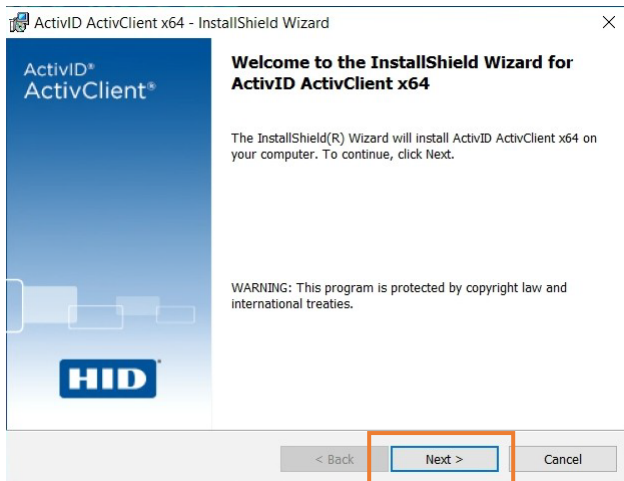 ActivID ActivClient x64 - InstallShield Wizard
ActivID®
ActivClient®
Welcome to the InstallShield Wizard for
ActivID ActivClient x64
The InstallShield(R) Wizard will install ActivID ActivClient x64 on
your computer. To continue, click Next.
WARNING: This program is protected by copyright law and
international treaties.
HID
< Back
Next >
Cancel